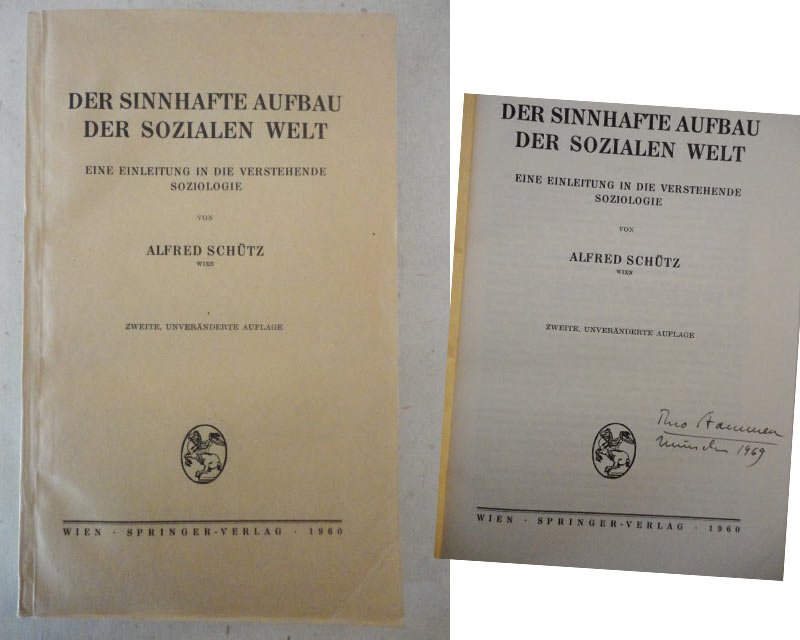 DER SINNHAFTE AUFBAU
DER SOZIALEN WELT
EINE EINLEITUNG IN DIE VERSTEHENDE
SOZIOLOGIE
VON
ALFRED SCHÜTZ
WIEN
ZWEITE, UNVERÄNDERTE AUFLAGE
WIEN · SPRINGER-VERLAG · 1960
DER SINNHAFTE AUFBAU
DER SOZIALEN WELT
EINE EINLEITUNG IN DIE VERSTEHENDE
SOZIOLOGIE
VON
ALFRED SCHÜTZ
WIEN
ZWEITE, UNVERÄNDERTE AUFLAGE
Theo Stammen
München 1969
WIEN · SPRINGER-VERLAG · 1960